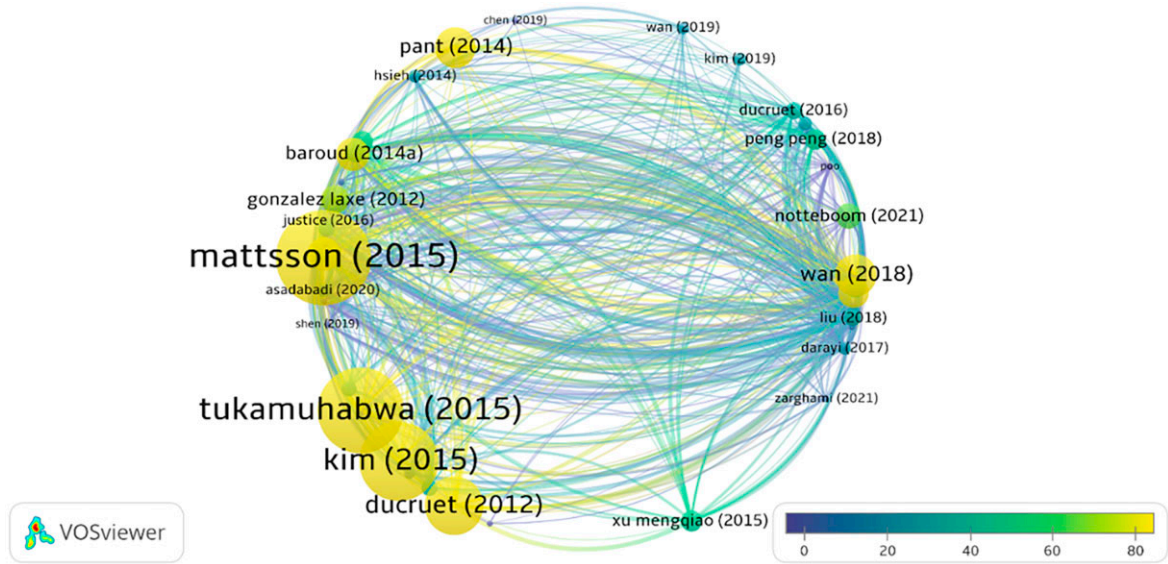 chen (2019)
wan (2019)
pant (2014)
kim (2019)
hsieh (2014)
ducruet (2016)
peng peng (2018)
baroud (2014a)
poo
gonzalez laxe (2012)
notteboom (2021)
justice (2016)
mattsson (2015)
wan (2018)
asadabadi (2020)
liu (2018)
shen (2019)
darayi (2017)
zarghami (2021)
tukamuhabwa (2015)
kim (2015)
ducruet (2012)
xu mengqiao (2015)
VOSviewer
0 20 40 60 80